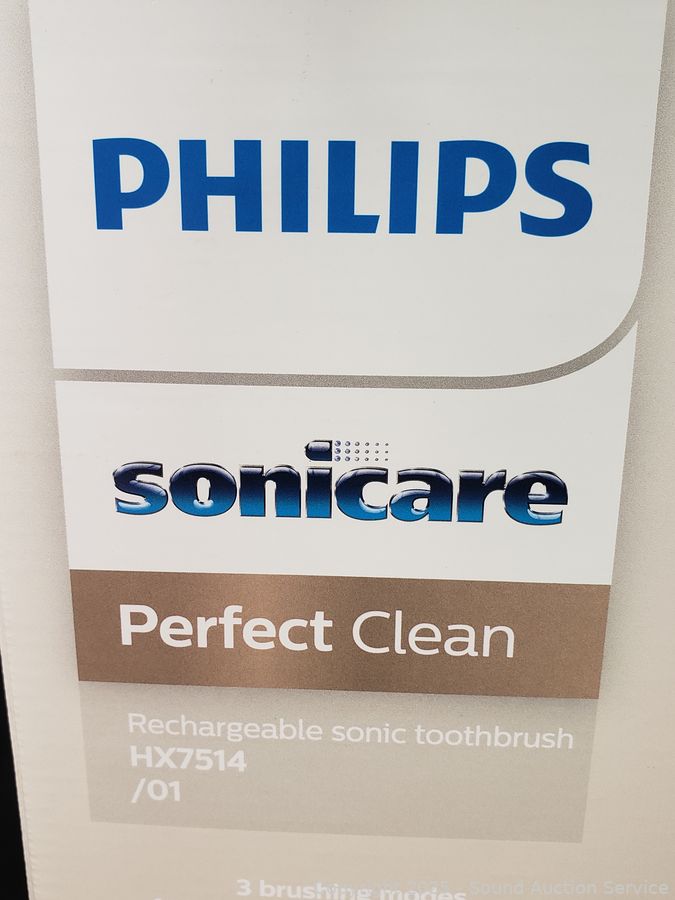 PHILIPS
sonicare
Perfect Clean
Rechargeable sonic toothbrush
HX7514
/01
3 brushing modes
Sound Auction Service